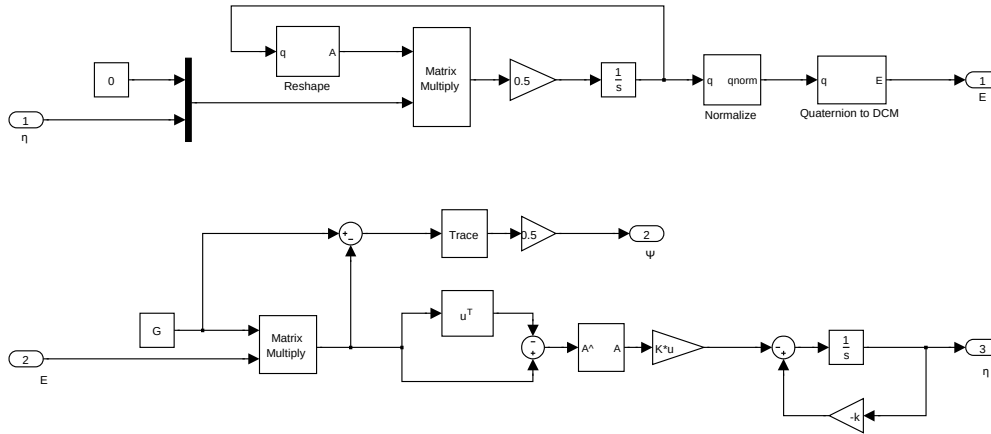 q
A
Reshape
0
1
η
Matrix
Multiply
0.5
1
s
q
qnorm
Normalize
q
E
Quaternion to DCM
1
E
+
−
Trace
0.5
2
Ψ
G
Matrix
Multiply
2
E
u^T
−
+
A^
A
K*u
−
+
1
s
3
η
-k